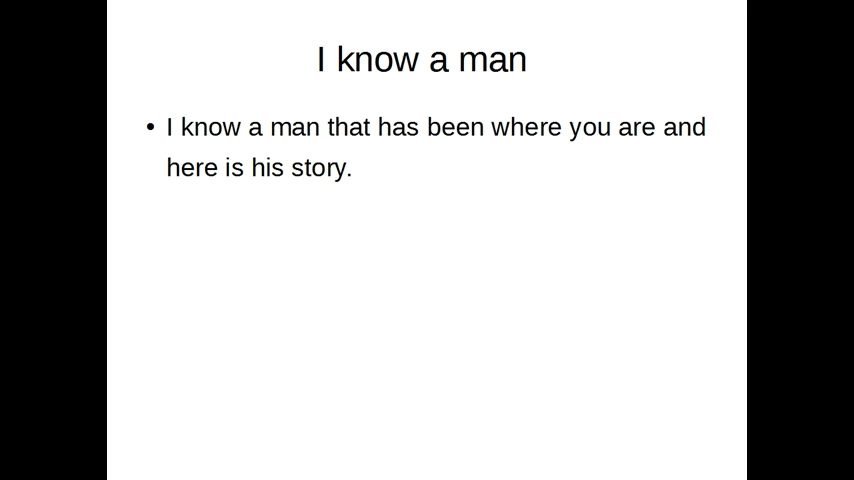 I know a man
• I know a man that has been where you are and
here is his story.